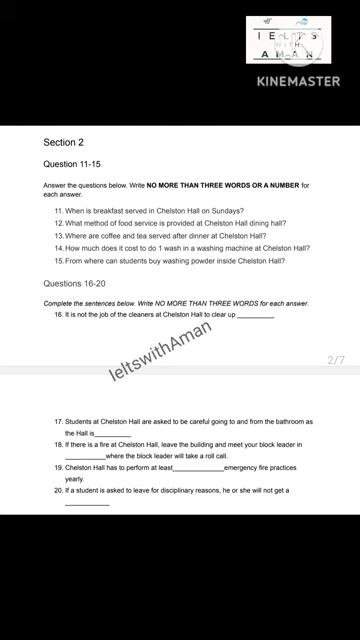 IELTS
WITH
AMAN
KINEMASTER
Section 2
Question 11-15
Answer the questions below. Write NO MORE THAN THREE WORDS OR A NUMBER for
each answer.
11. When is breakfast served in Chelston Hall on Sundays?
12. What method of food service is provided at Chelston Hall dining hall?
13. Where are coffee and tea served after dinner at Chelston Hall?
14. How much does it cost to do 1 wash in a washing machine at Chelston Hall?
15. From where can students buy washing powder inside Chelston Hall?
Questions 16-20
Complete the sentences below. Write NO MORE THAN THREE WORDS for each answer.
16. It is not the job of the cleaners at Chelston Hall to clear up __________
IeltswithAman
2/7
17. Students at Chelston Hall are asked to be careful going to and from the bathroom as
the Hall is__________
18. If there is a fire at Chelston Hall, leave the building and meet your block leader in
___________where the block leader will take a roll call.
19. Chelston Hall has to perform at least______________emergency fire practices
yearly.
20. If a student is asked to leave for disciplinary reasons, he or she will not get a
____________